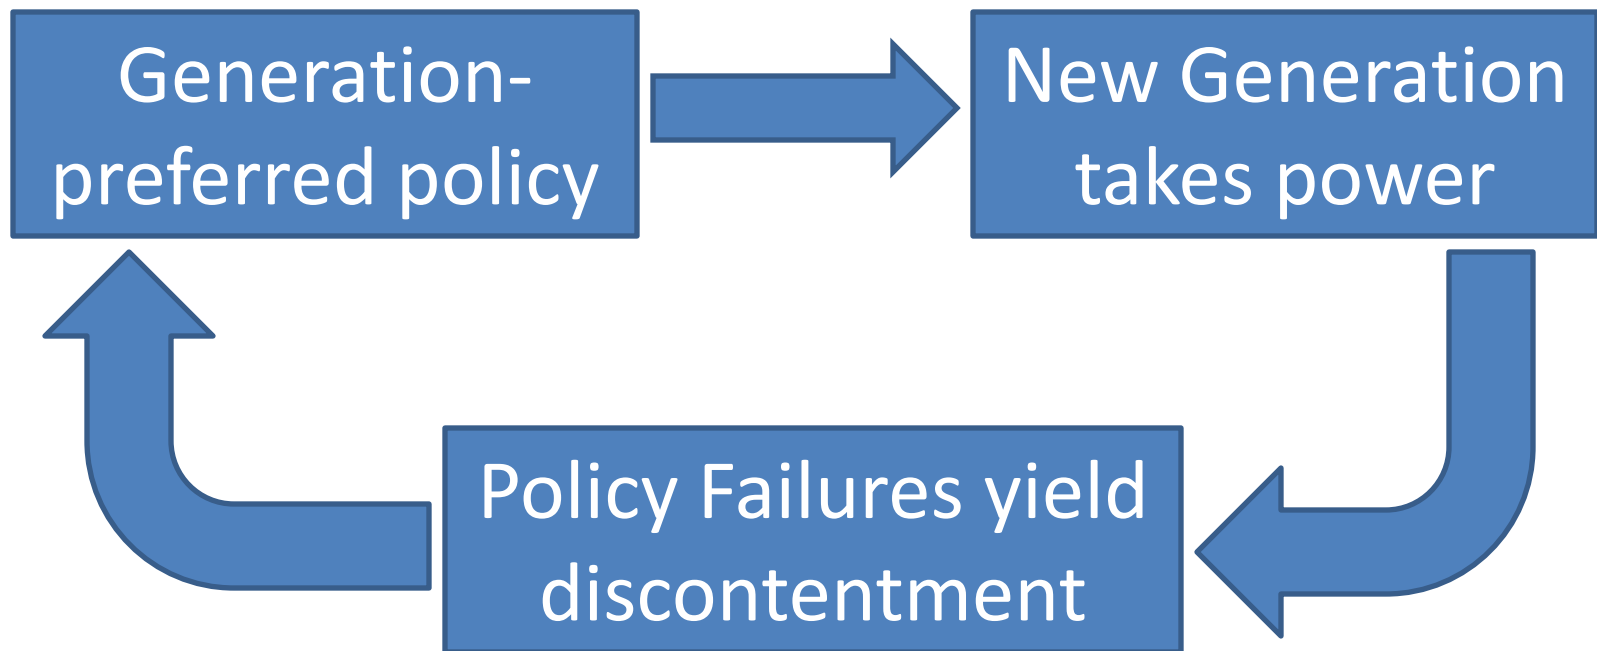 Generation-
preferred policy
New Generation
takes power
Policy Failures yield
discontentment